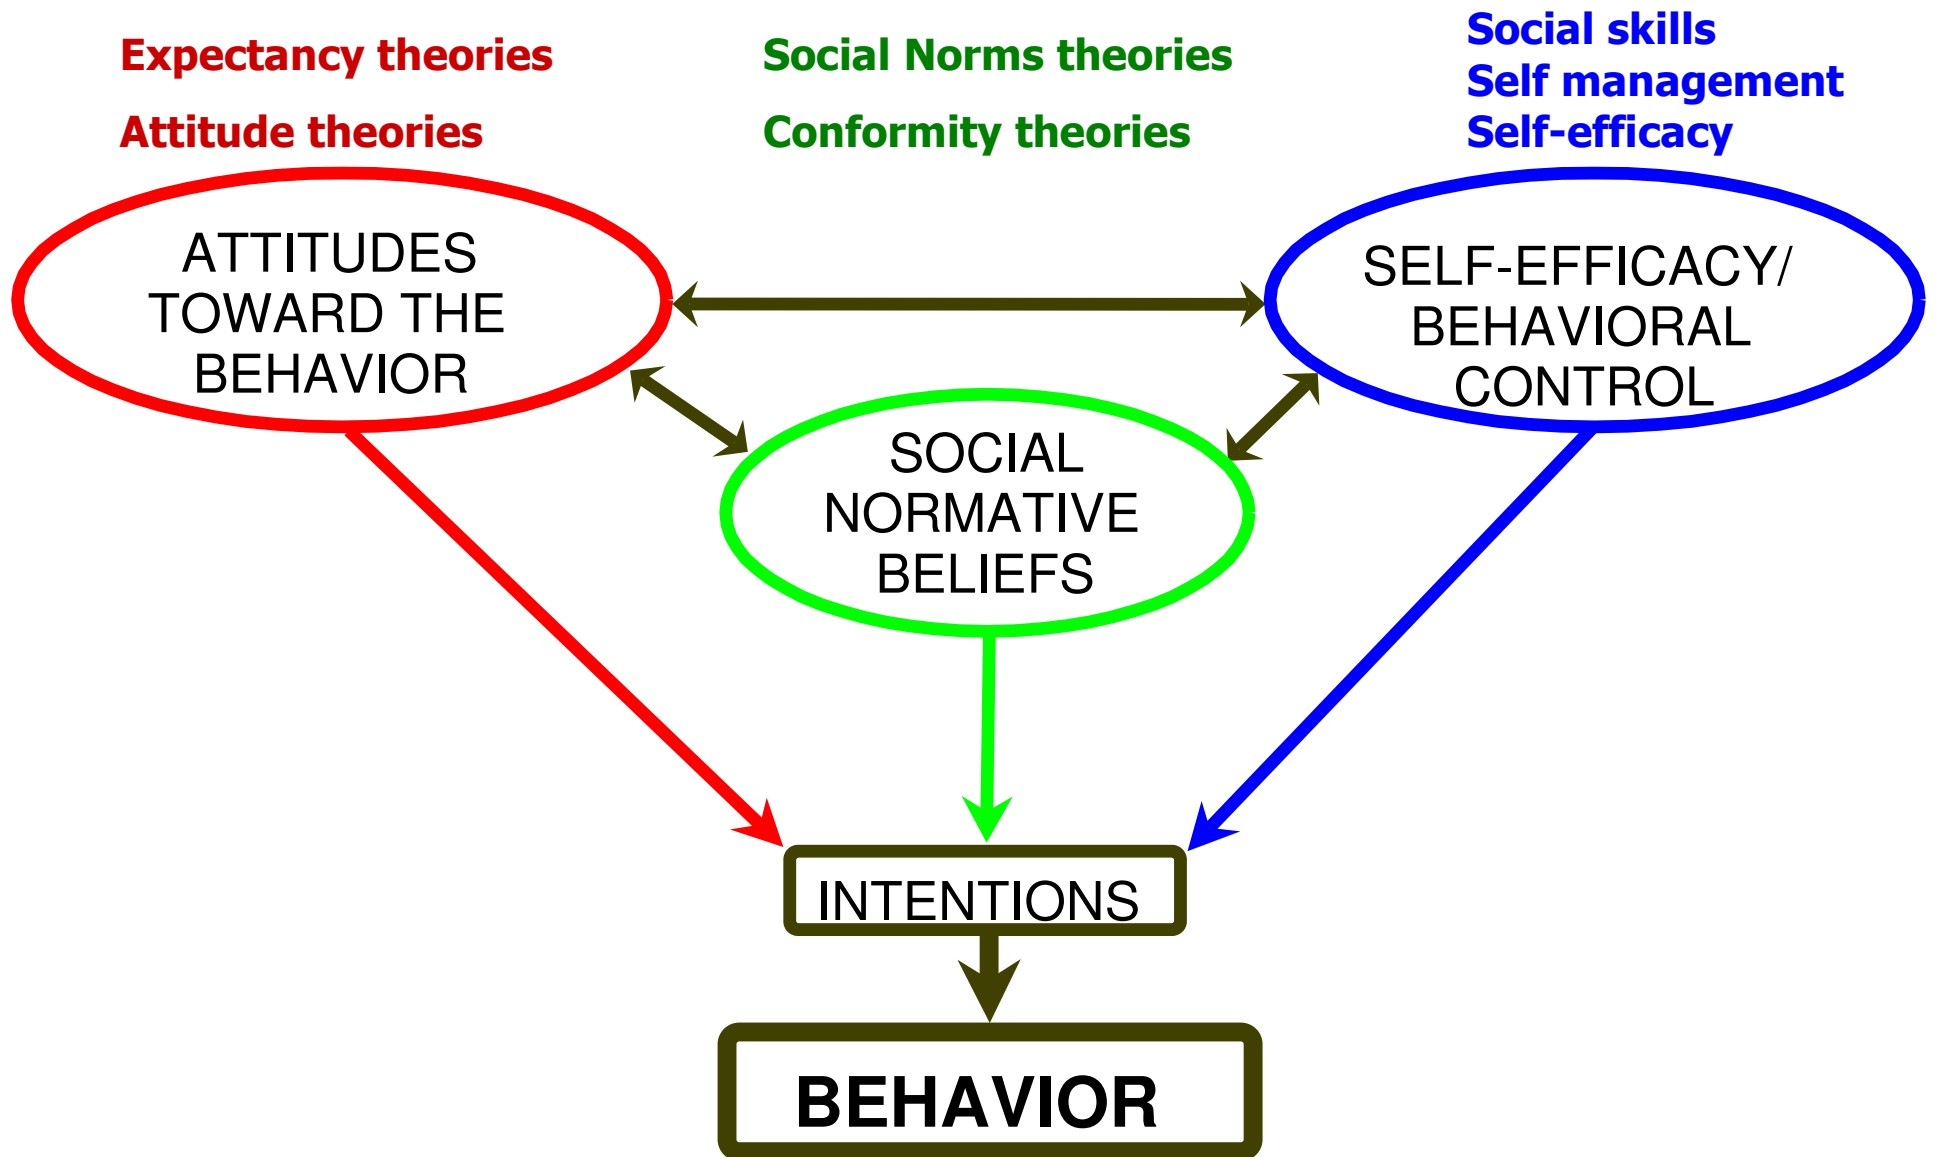 Expectancy theories
Attitude theories
Social Norms theories
Conformity theories
Social skills
Self management
Self-efficacy
ATTITUDES
TOWARD THE
BEHAVIOR
SELF-EFFICACY/
BEHAVIORAL
CONTROL
SOCIAL
NORMATIVE
BELIEFS
INTENTIONS
BEHAVIOR